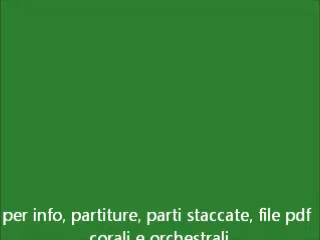 per info, partiture, parti staccate, file pdf
corali e orchestrali